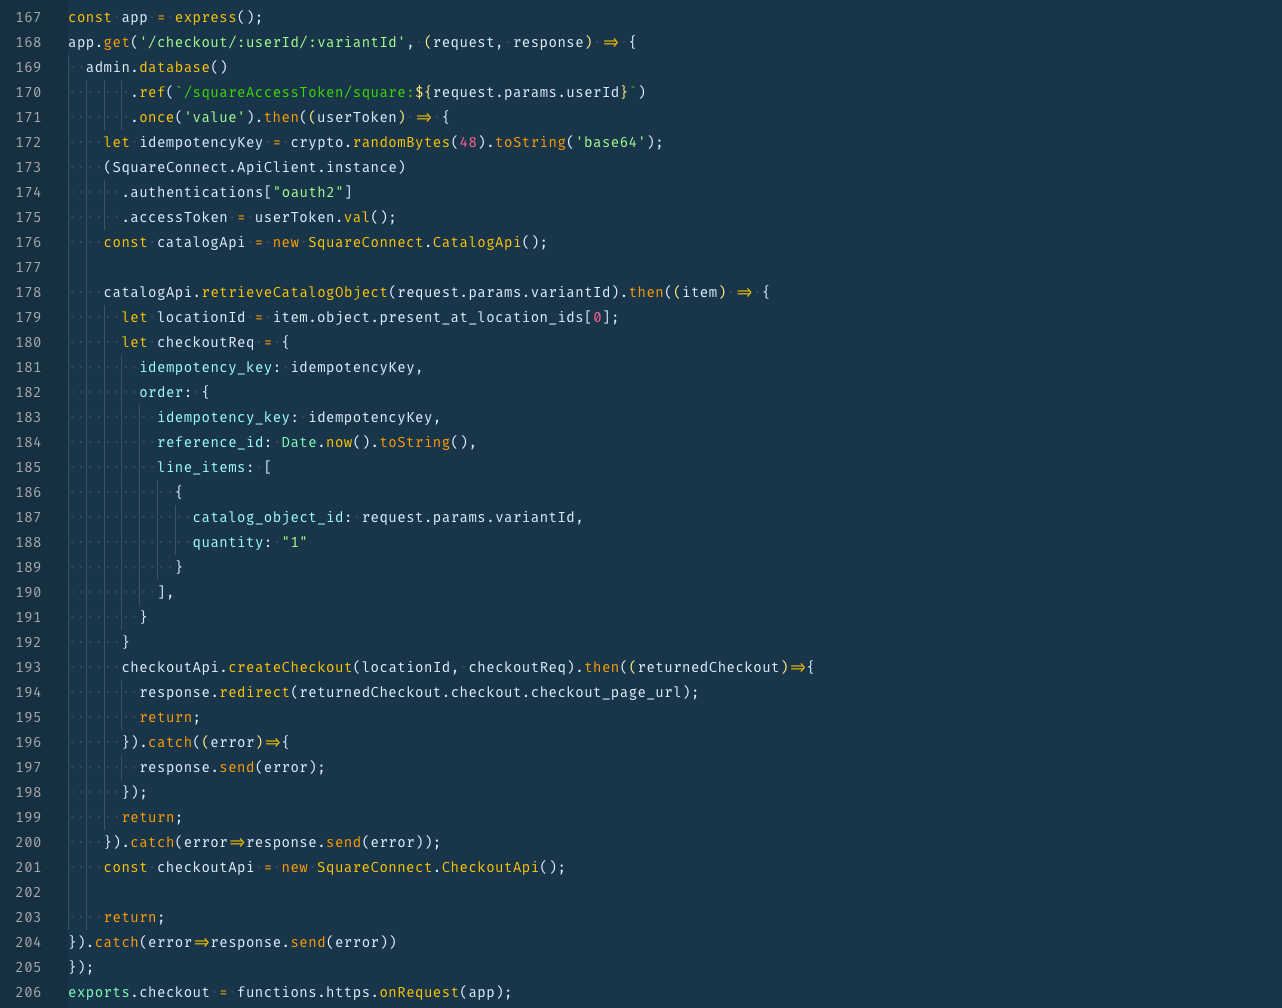 167 const app = express();
168 app.get('/checkout/:userId/:variantId', (request, response) => {
169   admin.database()
170        .ref(`/squareAccessToken/square:${request.params.userId}`)
171        .once('value').then((userToken) => {
172     let idempotencyKey = crypto.randomBytes(48).toString('base64');
173     (SquareConnect.ApiClient.instance)
174       .authentications["oauth2"]
175       .accessToken = userToken.val();
176     const catalogApi = new SquareConnect.CatalogApi();
177
178     catalogApi.retrieveCatalogObject(request.params.variantId).then((item) => {
179       let locationId = item.object.present_at_location_ids[0];
180       let checkoutReq = {
181         idempotency_key: idempotencyKey,
182         order: {
183           idempotency_key: idempotencyKey,
184           reference_id: Date.now().toString(),
185           line_items: [
186             {
187               catalog_object_id: request.params.variantId,
188               quantity: "1"
189             }
190           ],
191         }
192       }
193       checkoutApi.createCheckout(locationId, checkoutReq).then((returnedCheckout)=>{
194         response.redirect(returnedCheckout.checkout.checkout_page_url);
195         return;
196       }).catch((error)=>{
197         response.send(error);
198       });
199       return;
200     }).catch(error=>response.send(error));
201     const checkoutApi = new SquareConnect.CheckoutApi();
202
203     return;
204 }).catch(error=>response.send(error))
205 });
206 exports.checkout = functions.https.onRequest(app);